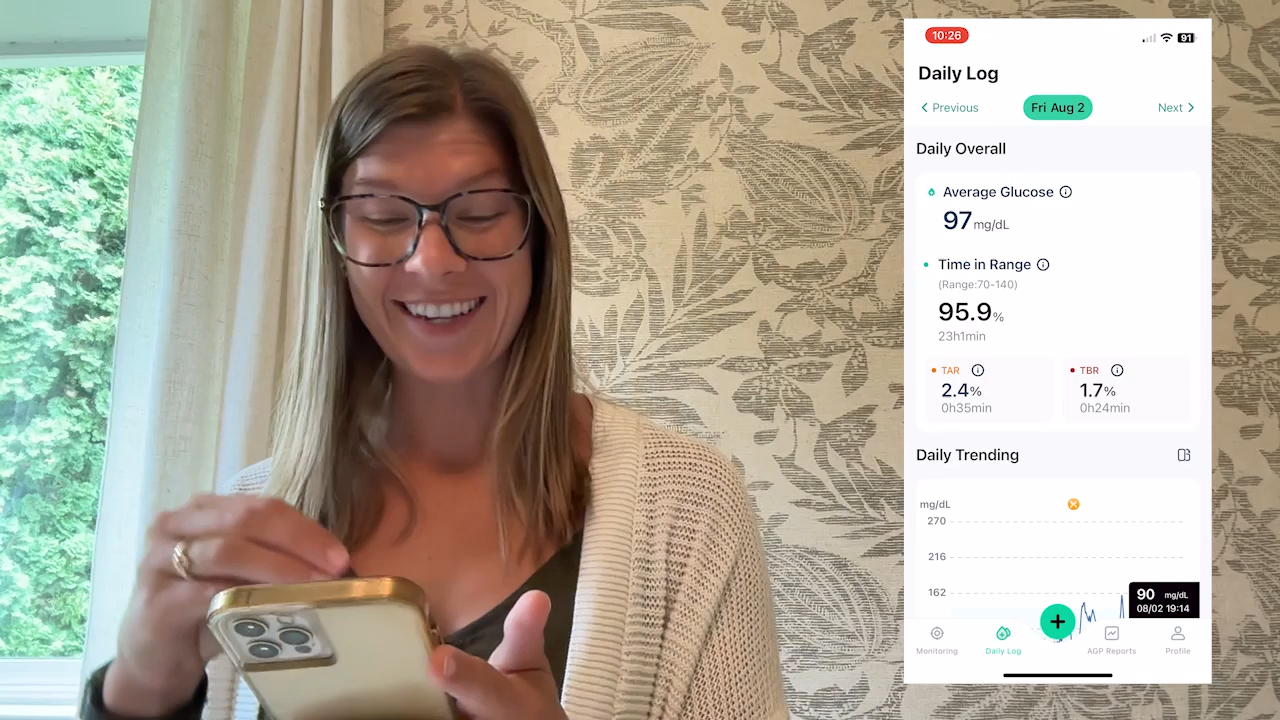 10:26
91
Daily Log
Previous
Fri Aug 2
Next
Daily Overall
Average Glucose
97 mg/dL
Time in Range
(Range:70-140)
95.9%
23h1min
TAR
2.4%
0h35min
TBR
1.7%
0h24min
Daily Trending
mg/dL
270
216
162
90 mg/dL
08/02 19:14
Monitoring
Daily Log
AGP Reports
Profile